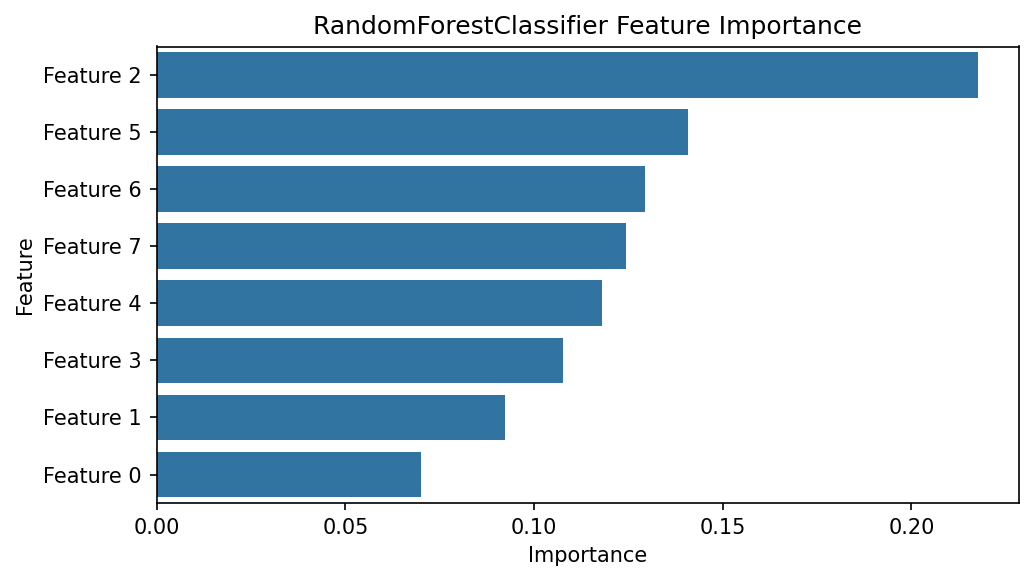 RandomForestClassifier Feature Importance
Feature
Feature 2
Feature 5
Feature 6
Feature 7
Feature 4
Feature 3
Feature 1
Feature 0
0.00 0.05 0.10 0.15 0.20
Importance